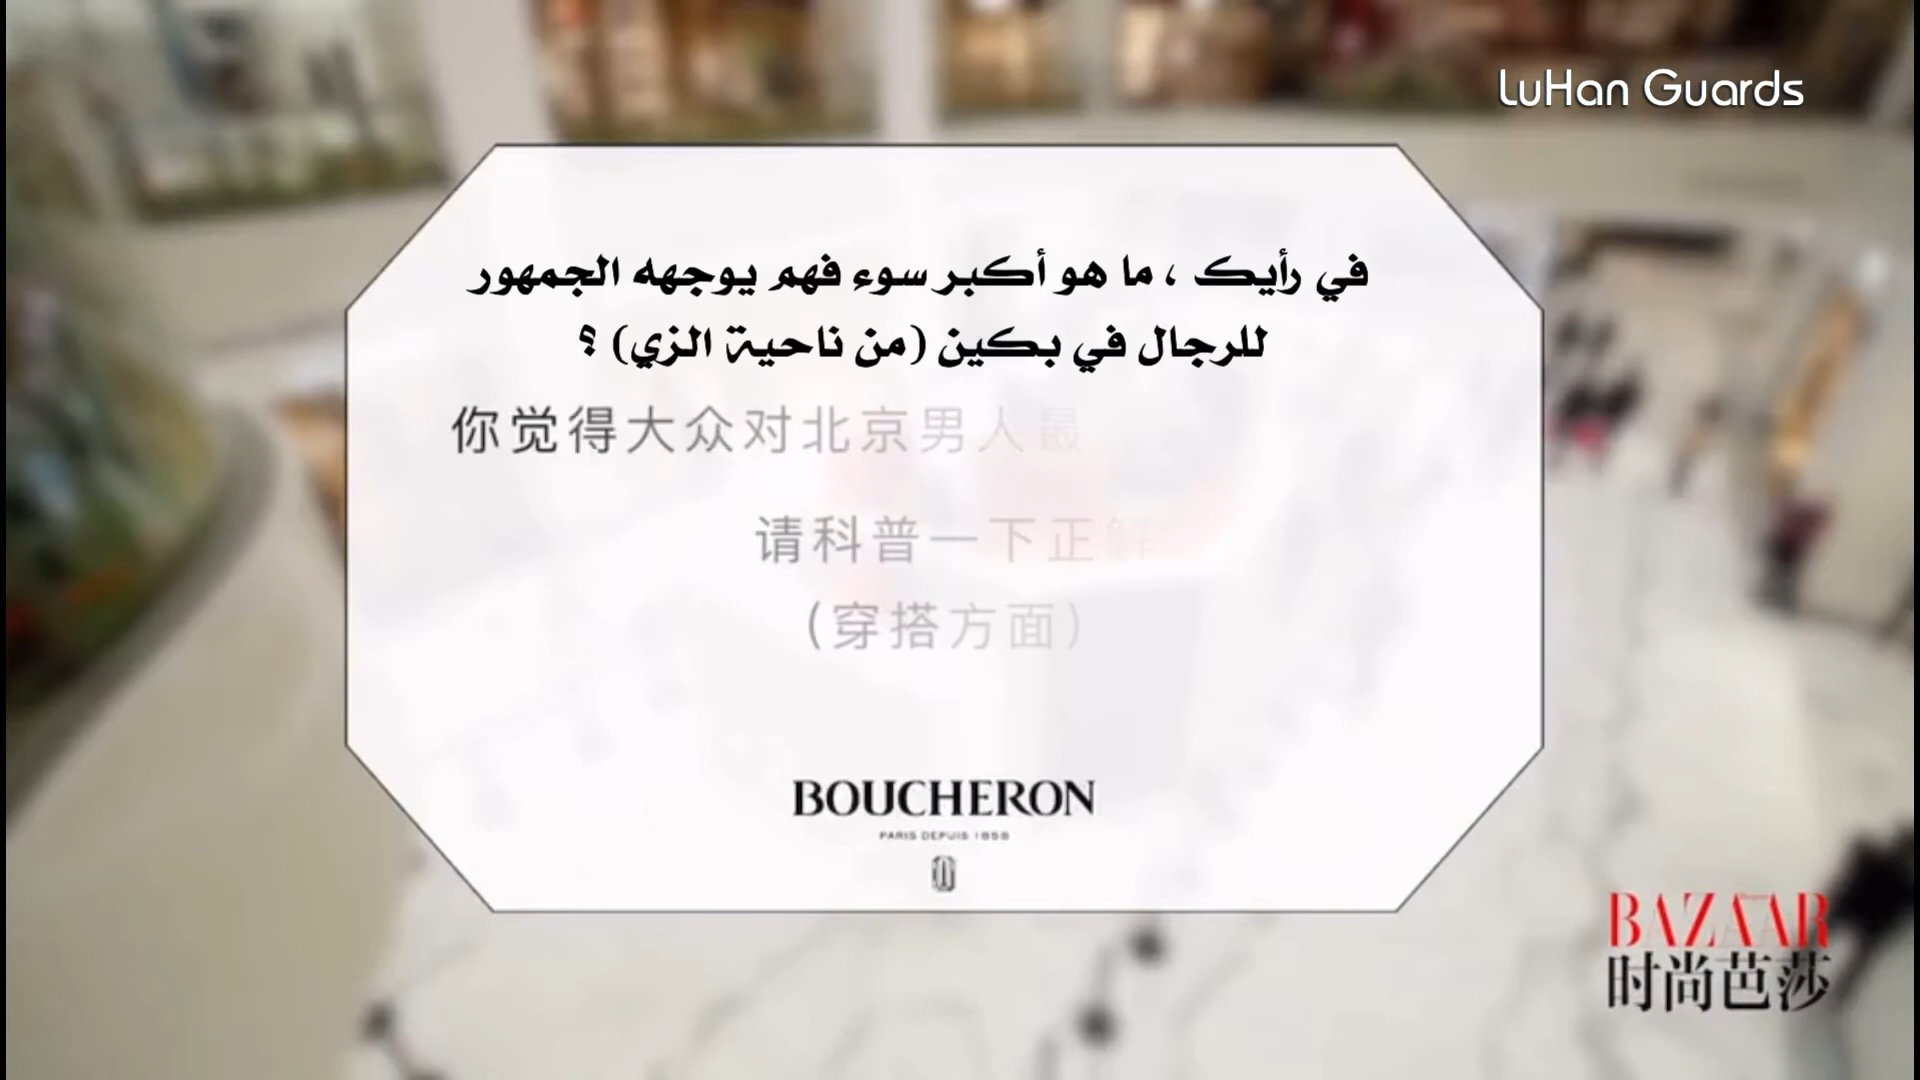 LuHan Guards
في رأيك ، ما هو أكبر سوء فهم يوجهه الجمهور
للرجال في بكين (من ناحية الزي) ؟
你觉得大众对北京男人最
请科普一下正解
(穿搭方面)
BOUCHERON
PARIS DEPUIS 1858
BAZAAR
时尚芭莎